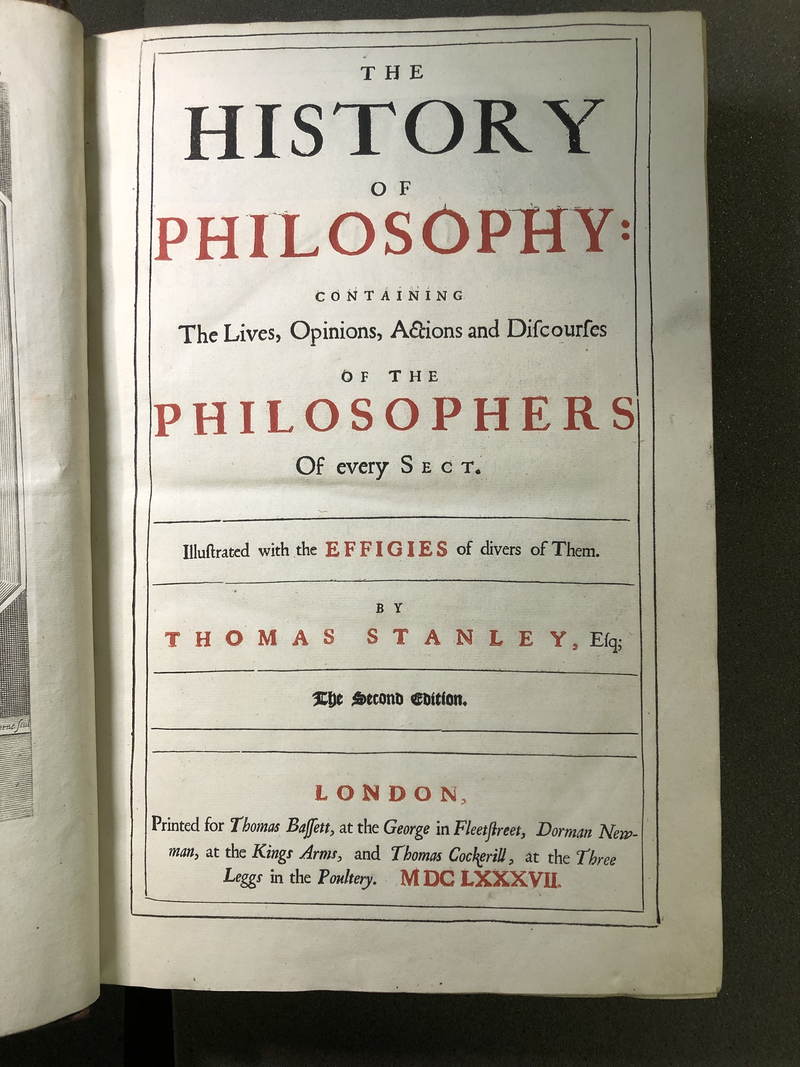 THE
HISTORY
OF
PHILOSOPHY:
CONTAINING
The Lives, Opinions, Actions and Diſcourſes
OF THE
PHILOSOPHERS
Of every SECT.
Illuſtrated with the EFFIGIES of divers of Them.
BY
THOMAS STANLEY, Eſq;
The Second Edition.
LONDON,
Printed for Thomas Baſſett, at the George in Fleetſtreet, Dorman New-
man, at the Kings Arms, and Thomas Cockerill, at the Three
Leggs in the Poultery. MDCLXXXVII.